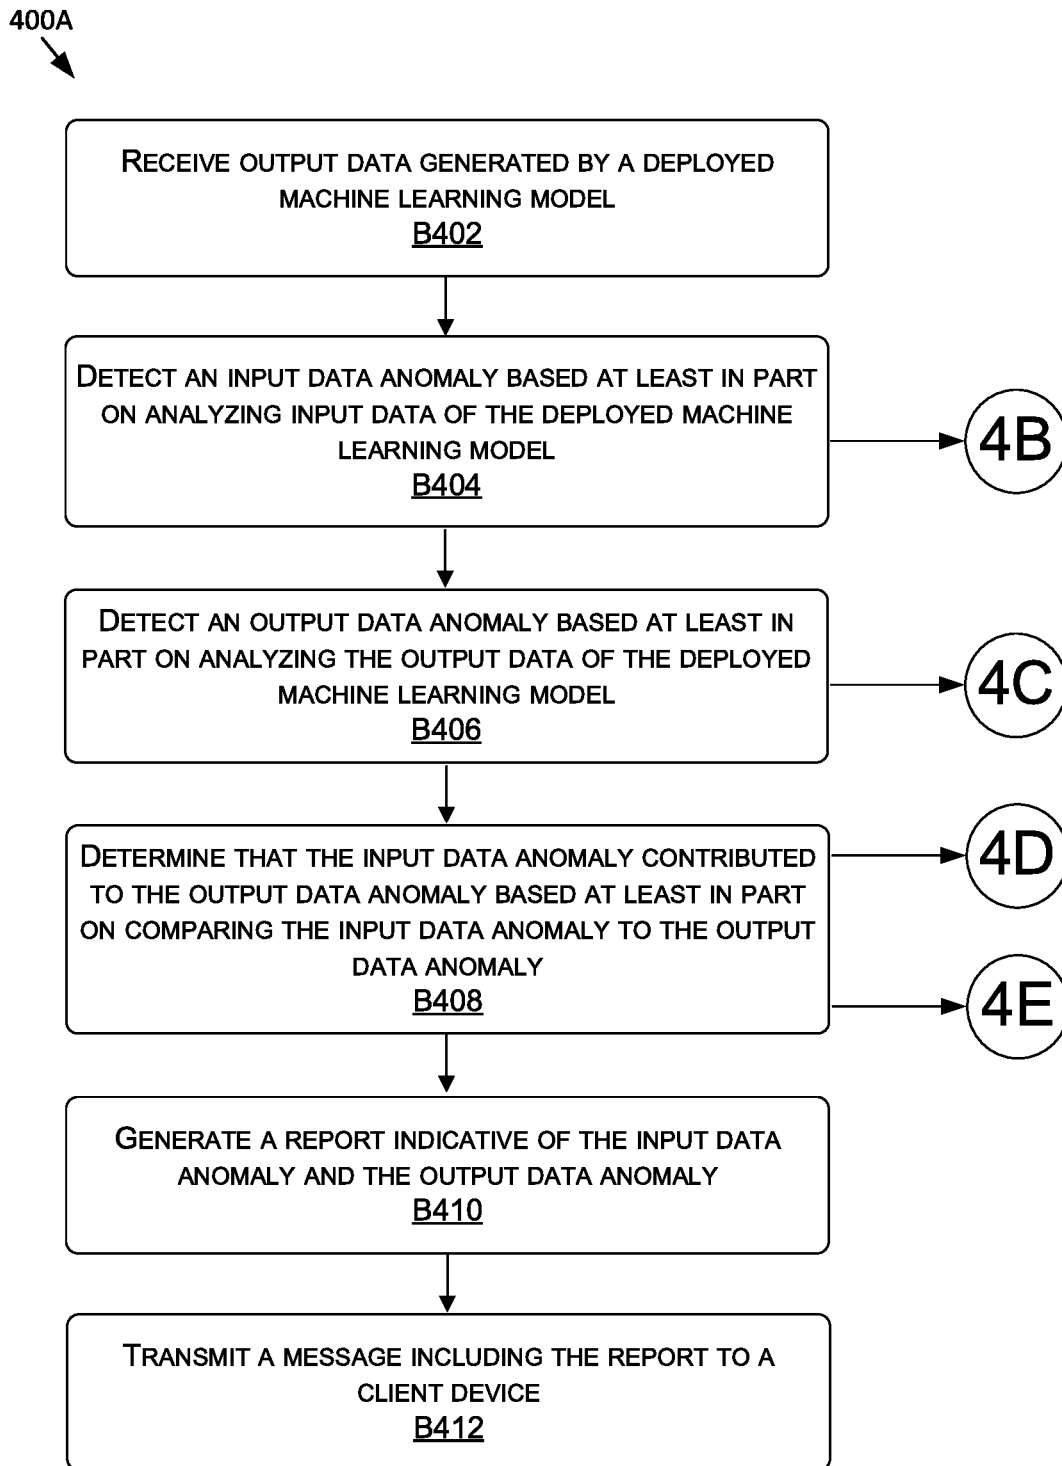 400A
RECEIVE OUTPUT DATA GENERATED BY A DEPLOYED
MACHINE LEARNING MODEL
B402
DETECT AN INPUT DATA ANOMALY BASED AT LEAST IN PART
ON ANALYZING INPUT DATA OF THE DEPLOYED MACHINE
LEARNING MODEL
B404
4B
DETECT AN OUTPUT DATA ANOMALY BASED AT LEAST IN
PART ON ANALYZING THE OUTPUT DATA OF THE DEPLOYED
MACHINE LEARNING MODEL
B406
4C
DETERMINE THAT THE INPUT DATA ANOMALY CONTRIBUTED
TO THE OUTPUT DATA ANOMALY BASED AT LEAST IN PART
ON COMPARING THE INPUT DATA ANOMALY TO THE OUTPUT
DATA ANOMALY
B408
4D
4E
GENERATE A REPORT INDICATIVE OF THE INPUT DATA
ANOMALY AND THE OUTPUT DATA ANOMALY
B410
TRANSMIT A MESSAGE INCLUDING THE REPORT TO A
CLIENT DEVICE
B412